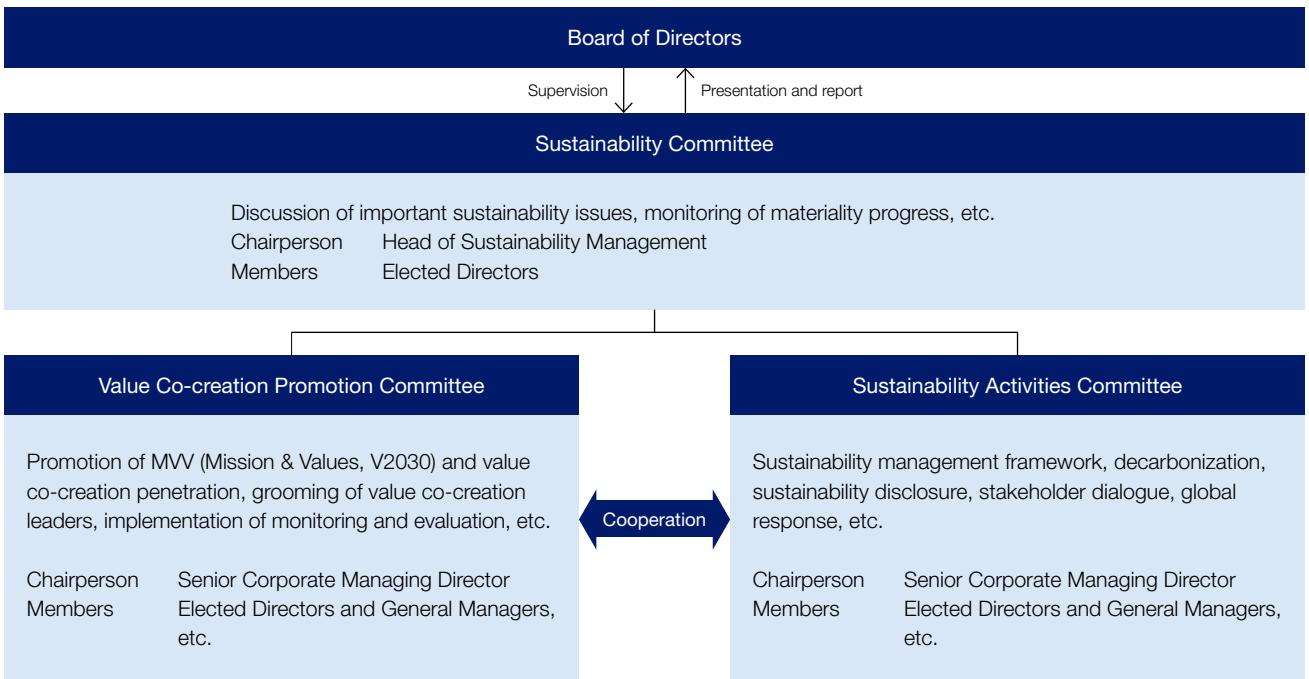 Board of Directors
Supervision
Presentation and report
Sustainability Committee
Discussion of important sustainability issues, monitoring of materiality progress, etc.
Chairperson Head of Sustainability Management
Members Elected Directors
Value Co-creation Promotion Committee
Promotion of MVV (Mission & Values, V2030) and value
co-creation penetration, grooming of value co-creation
leaders, implementation of monitoring and evaluation, etc.
Chairperson Senior Corporate Managing Director
Members Elected Directors and General Managers,
etc.
Cooperation
Sustainability Activities Committee
Sustainability management framework, decarbonization,
sustainability disclosure, stakeholder dialogue, global
response, etc.
Chairperson Senior Corporate Managing Director
Members Elected Directors and General Managers,
etc.